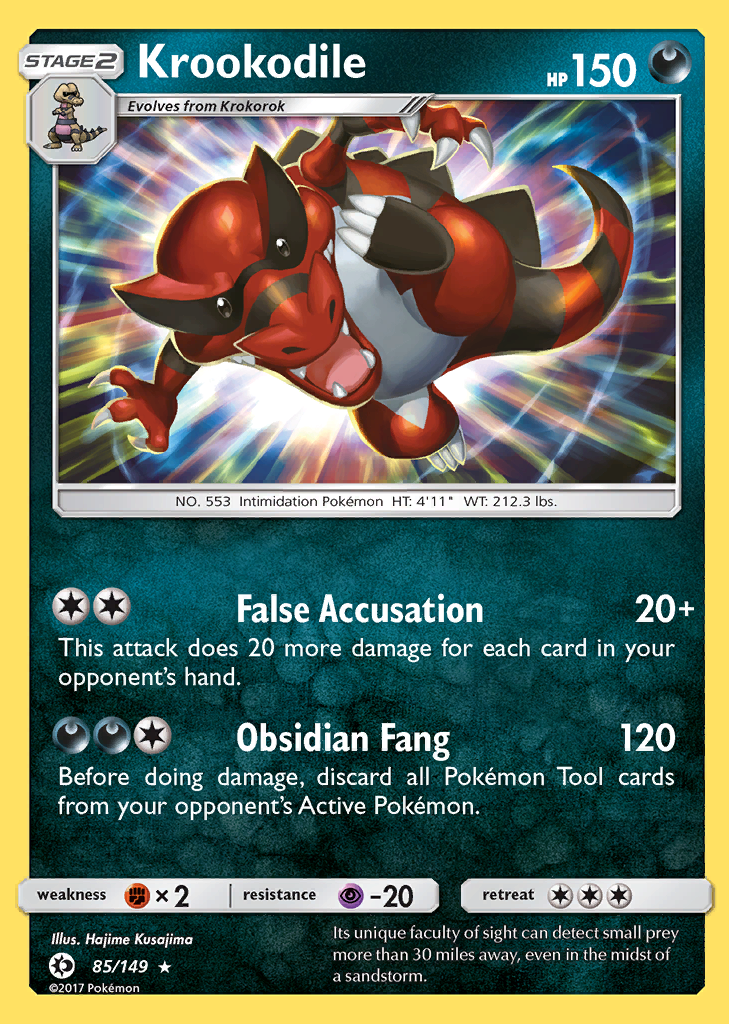 STAGE2
Krookodile
HP 150
Evolves from Krokorok
NO. 553 Intimidation Pokémon HT: 4'11" WT: 212.3 lbs.
False Accusation 20+
This attack does 20 more damage for each card in your
opponent's hand.
Obsidian Fang 120
Before doing damage, discard all Pokémon Tool cards
from your opponent's Active Pokémon.
weakness × 2 resistance -20 retreat
Illus. Hajime Kusajima
85/149 ★
©2017 Pokémon
Its unique faculty of sight can detect small prey
more than 30 miles away, even in the midst of
a sandstorm.